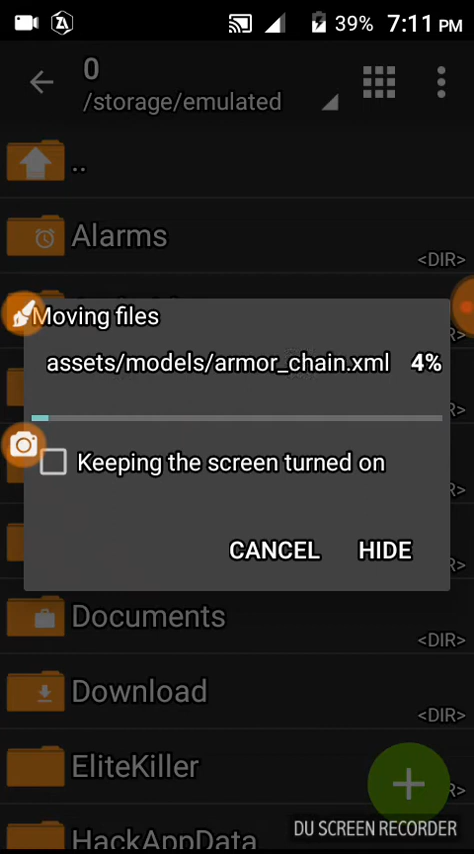 39% 7:11 PM
0
/storage/emulated
..
Alarms
<DIR>
Moving files
assets/models/armor_chain.xml 4%
Keeping the screen turned on
CANCEL HIDE
Documents
<DIR>
Download
<DIR>
EliteKiller
HackAppData
DU SCREEN RECORDER